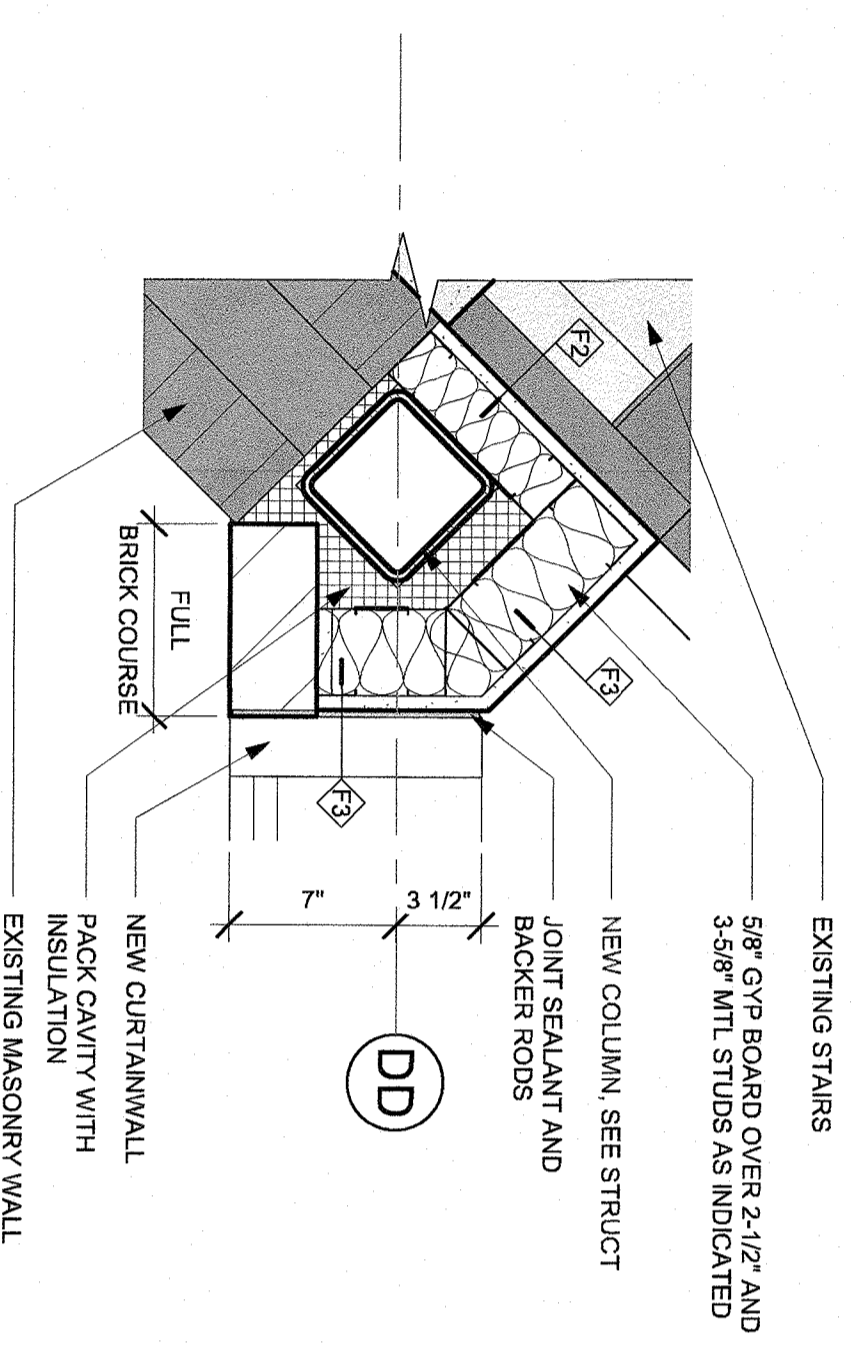 EXISTING STAIRS
5/8" GYP BOARD OVER 2-1/2" AND
3-5/8" MTL STUDS AS INDICATED
NEW COLUMN, SEE STRUCT
JOINT SEALANT AND
BACKER RODS
NEW CURTAINWALL
PACK CAVITY WITH
INSULATION
EXISTING MASONRY WALL
F2
F3
F3
FULL
BRICK COURSE
3 1/2"
7"
DD